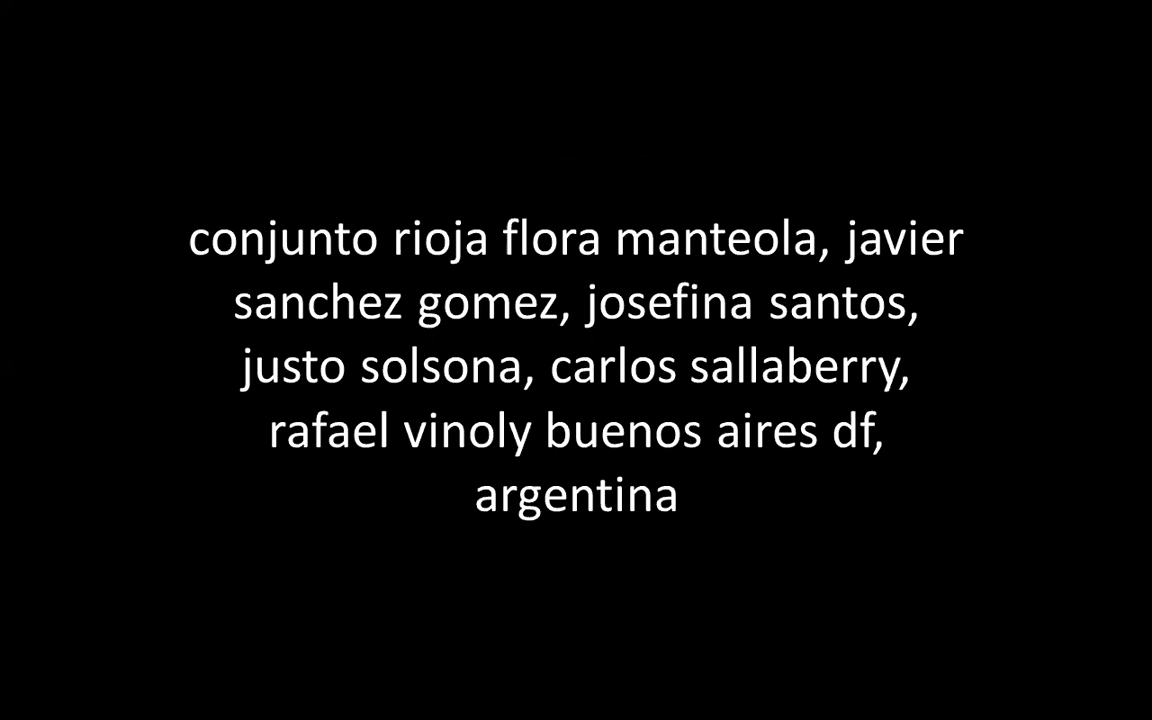 conjunto rioja flora manteola, javier
sanchez gomez, josefina santos,
justo solsona, carlos sallaberry,
rafael vinoly buenos aires df,
argentina